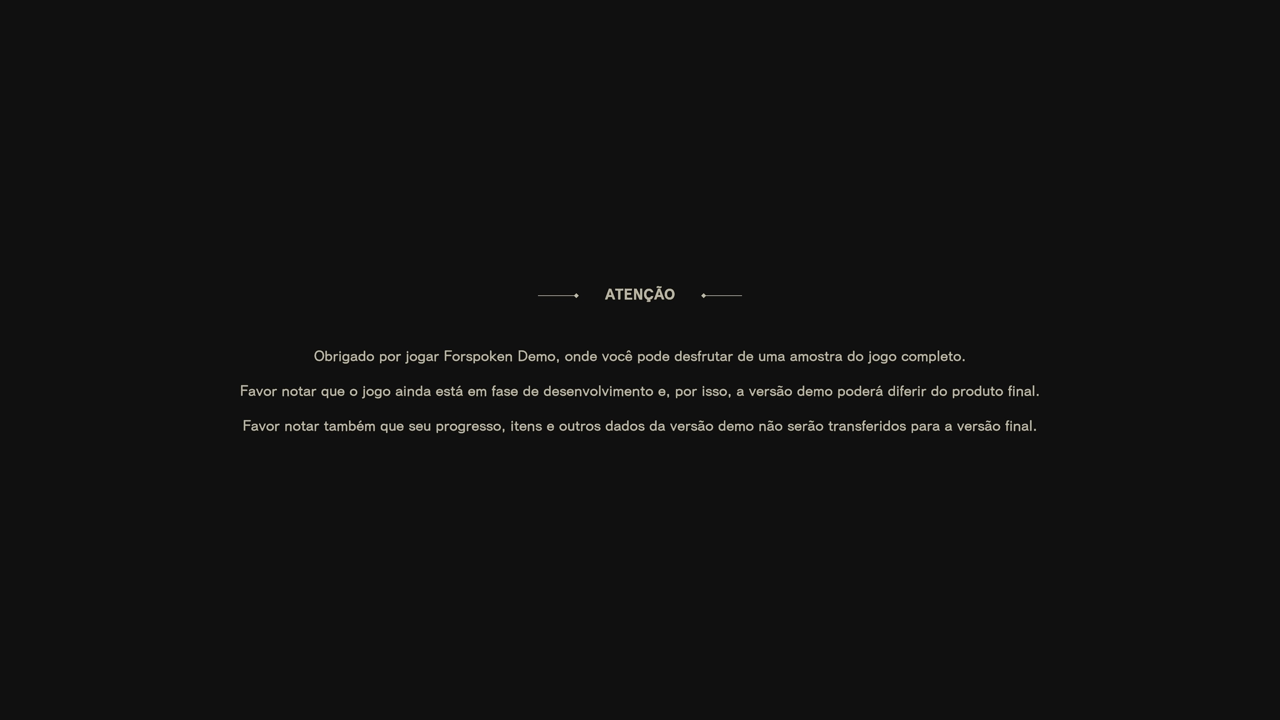 ATENÇÃO
Obrigado por jogar Forspoken Demo, onde você pode desfrutar de uma amostra do jogo completo.
Favor notar que o jogo ainda está em fase de desenvolvimento e, por isso, a versão demo poderá diferir do produto final.
Favor notar também que seu progresso, itens e outros dados da versão demo não serão transferidos para a versão final.